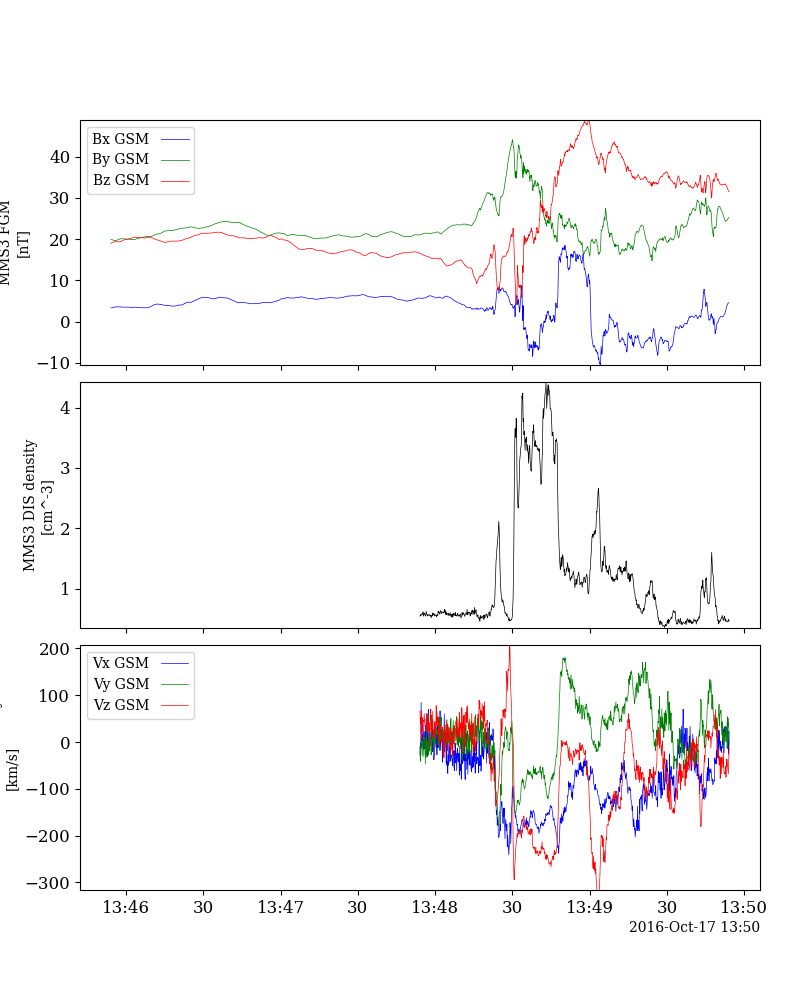 Bx GSM
By GSM
Bz GSM
40
30
20
10
0
−10
MMS3 FGM
[nT]
4
3
2
1
MMS3 DIS density
[cm^-3]
Vx GSM
Vy GSM
Vz GSM
200
100
0
−100
−200
−300
[km/s]
13:46
30
13:47
30
13:48
30
13:49
30
13:50
2016-Oct-17 13:50